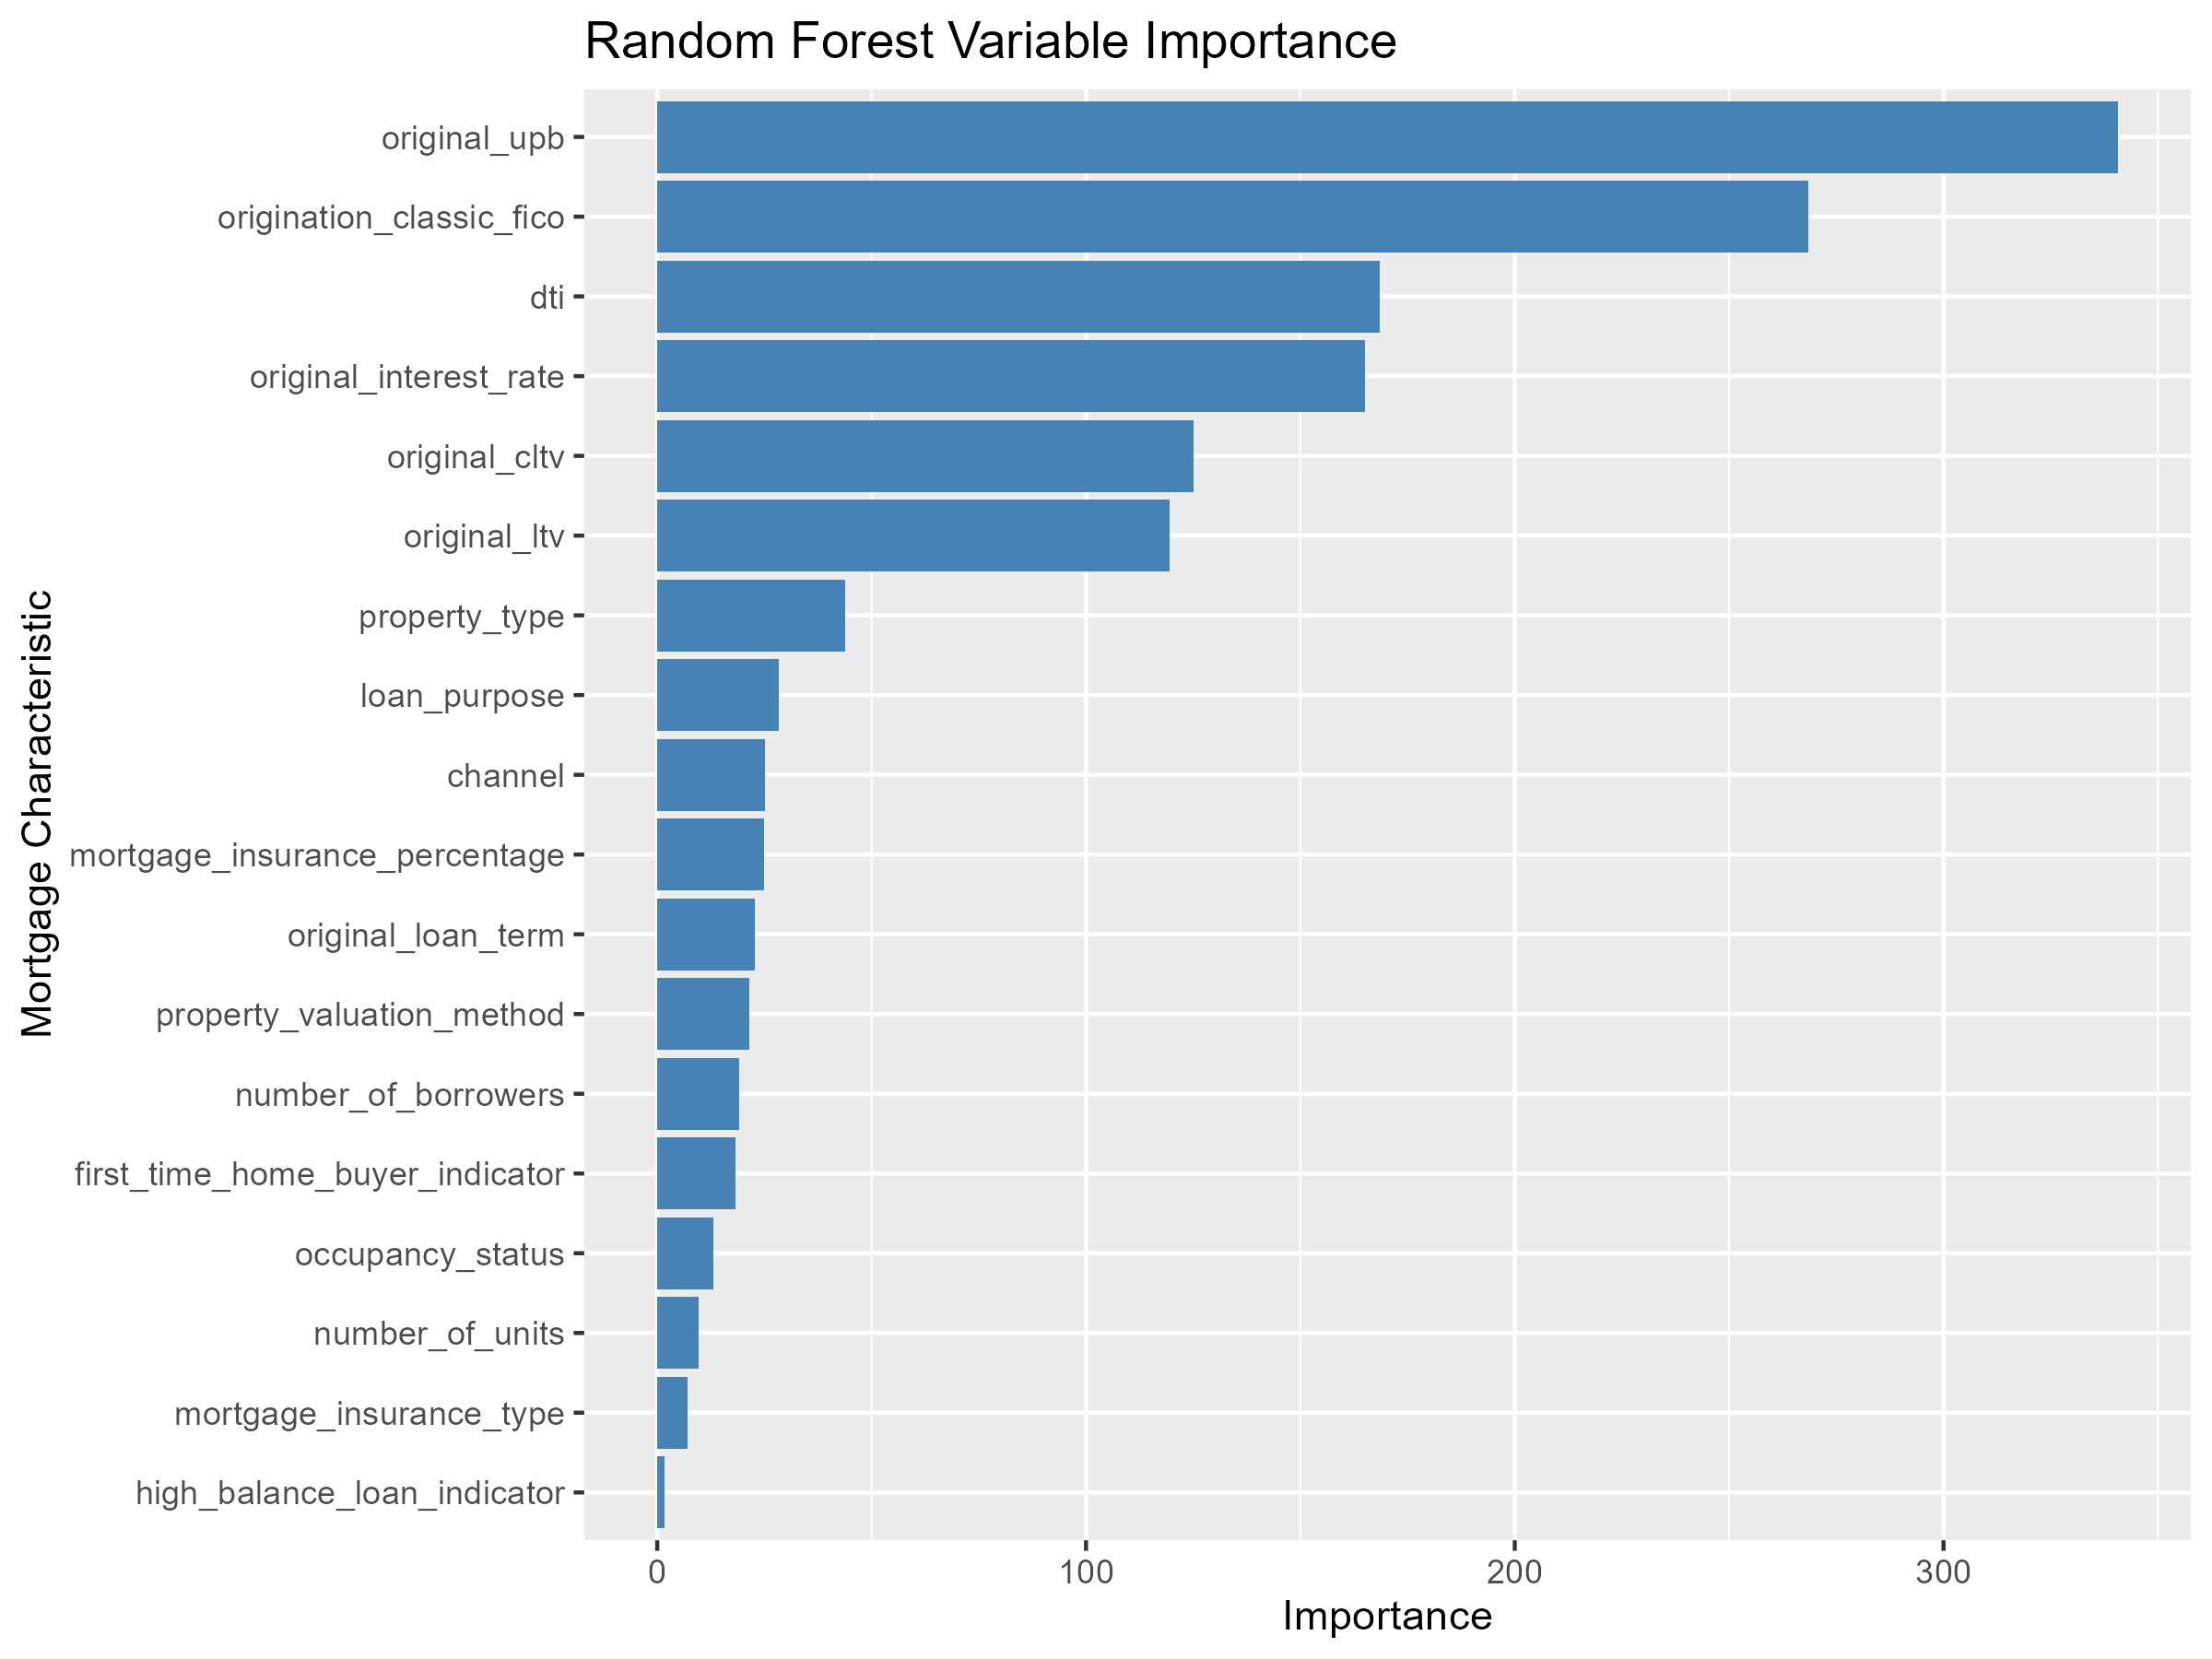 Random Forest Variable Importance
original_upb
origination_classic_fico
dti
original_interest_rate
original_cltv
original_ltv
property_type
loan_purpose
channel
mortgage_insurance_percentage
original_loan_term
property_valuation_method
number_of_borrowers
first_time_home_buyer_indicator
occupancy_status
number_of_units
mortgage_insurance_type
high_balance_loan_indicator
Mortgage Characteristic
0 100 200 300
Importance